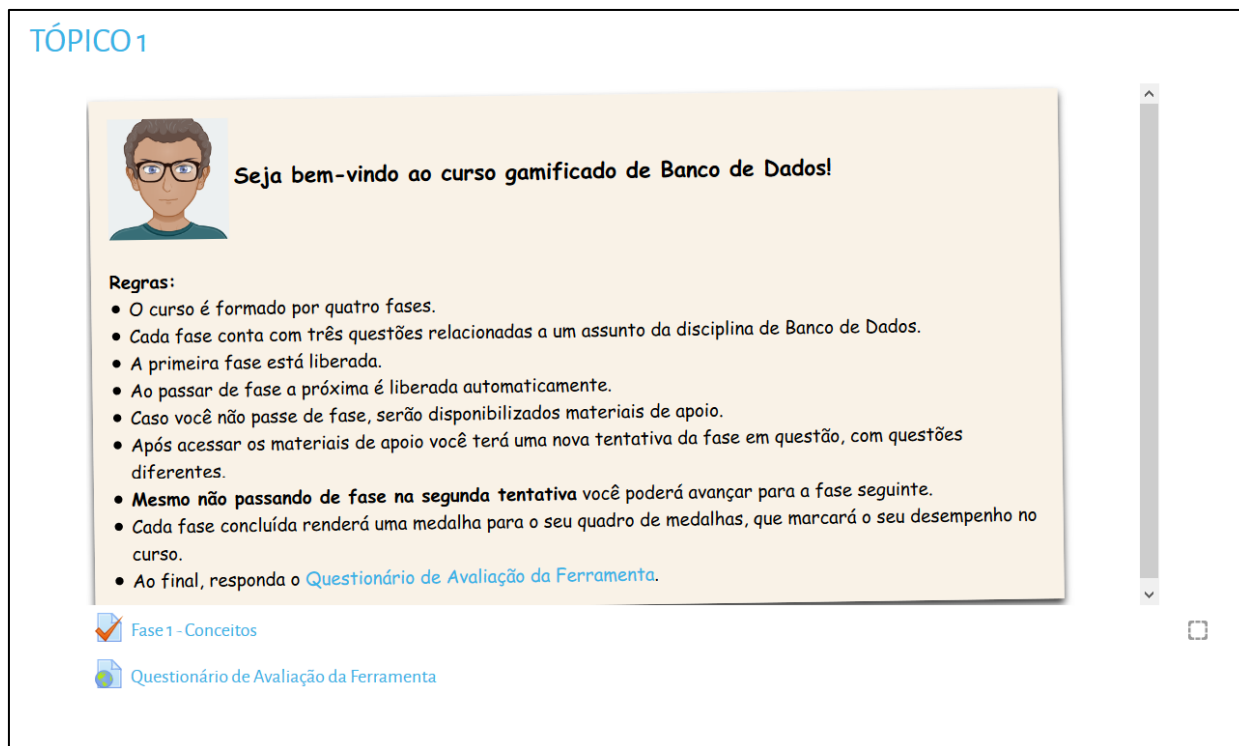 TÓPICO 1
Seja bem-vindo ao curso gamificado de Banco de Dados!
Regras:
• O curso é formado por quatro fases.
• Cada fase conta com três questões relacionadas a um assunto da disciplina de Banco de Dados.
• A primeira fase está liberada.
• Ao passar de fase a próxima é liberada automaticamente.
• Caso você não passe de fase, serão disponibilizados materiais de apoio.
• Após acessar os materiais de apoio você terá uma nova tentativa da fase em questão, com questões
diferentes.
• Mesmo não passando de fase na segunda tentativa você poderá avançar para a fase seguinte.
• Cada fase concluída renderá uma medalha para o seu quadro de medalhas, que marcará o seu desempenho no
curso.
• Ao final, responda o Questionário de Avaliação da Ferramenta.
Fase 1 - Conceitos
Questionário de Avaliação da Ferramenta